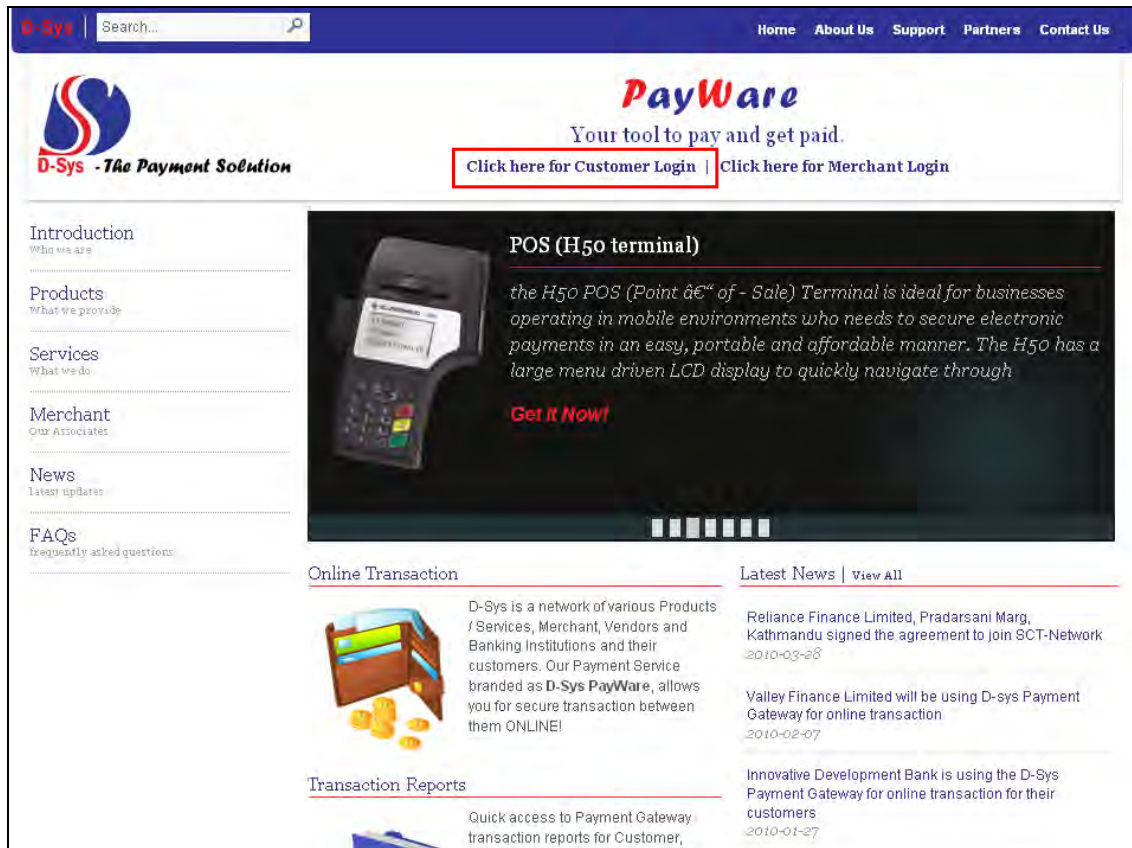 D-Sys
Search...
Home About Us Support Partners Contact Us
PayWare
Your tool to pay and get paid.
D-Sys - The Payment Solution
Click here for Customer Login | Click here for Merchant Login
Introduction
Who we are
Products
What we provide
Services
What we do
Merchant
Our Associates
News
latest updates
FAQs
frequently asked questions
POS (H50 terminal)
the H50 POS (Point â€“ of - Sale) Terminal is ideal for businesses
operating in mobile environments who needs to secure electronic
payments in an easy, portable and affordable manner. The H50 has a
large menu driven LCD display to quickly navigate through
Get It Now!
Online Transaction
D-Sys is a network of various Products
/ Services, Merchant, Vendors and
Banking Institutions and their
customers. Our Payment Service
branded as D-Sys PayWare, allows
you for secure transaction between
them ONLINE!
Transaction Reports
Quick access to Payment Gateway
transaction reports for Customer,
Latest News | View All
Reliance Finance Limited, Pradarsani Marg,
Kathmandu signed the agreement to join SCT-Network
2010-03-28
Valley Finance Limited will be using D-sys Payment
Gateway for online transaction
2010-02-07
Innovative Development Bank is using the D-Sys
Payment Gateway for online transaction for their
customers
2010-01-27